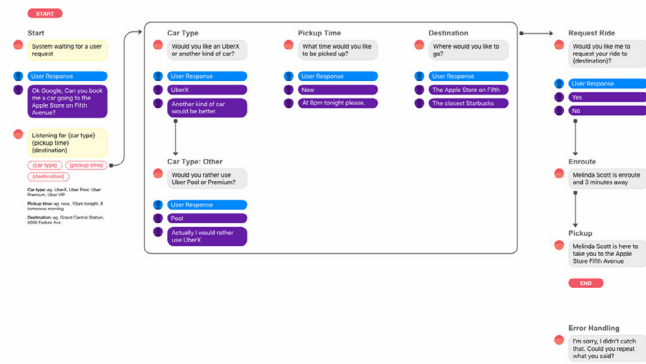 START
Start
System waiting for a user
request
User Response
Ok Google, Can you book
me a car going to the
Apple Store on Fifth
Avenue?
Listening for {car type}
{pickup time}
{destination}
{car type} {pickup time}
{destination}
Car type: eg. UberX, Uber Pool, Uber
Premium, Uber VIP
Pickup time: eg. now, 10pm tonight, 8
tomorrow morning
Destination: eg. Grand Central Station,
Forbes Ave
Car Type
Would you like an UberX
or another kind of car?
User Response
UberX
Another kind of car
would be better
Car Type: Other
Would you rather use
Uber Pool or Premium?
User Response
Pool
Actually I would rather
use UberX
Pickup Time
What time would you like
to be picked up?
User Response
Now
At 8pm tonight please.
Destination
Where would you like to
go?
User Response
The Apple Store on Fifth
The closest Starbucks
Request Ride
Would you like me to
request your ride to
{destination}?
User Response
Yes
No
Enroute
Melinda Scott is enroute
and 3 minutes away
Pickup
Melinda Scott is here to
take you to the Apple
Store Fifth Avenue
END
Error Handling
I'm sorry, I didn't catch
that. Could you repeat
what you said?